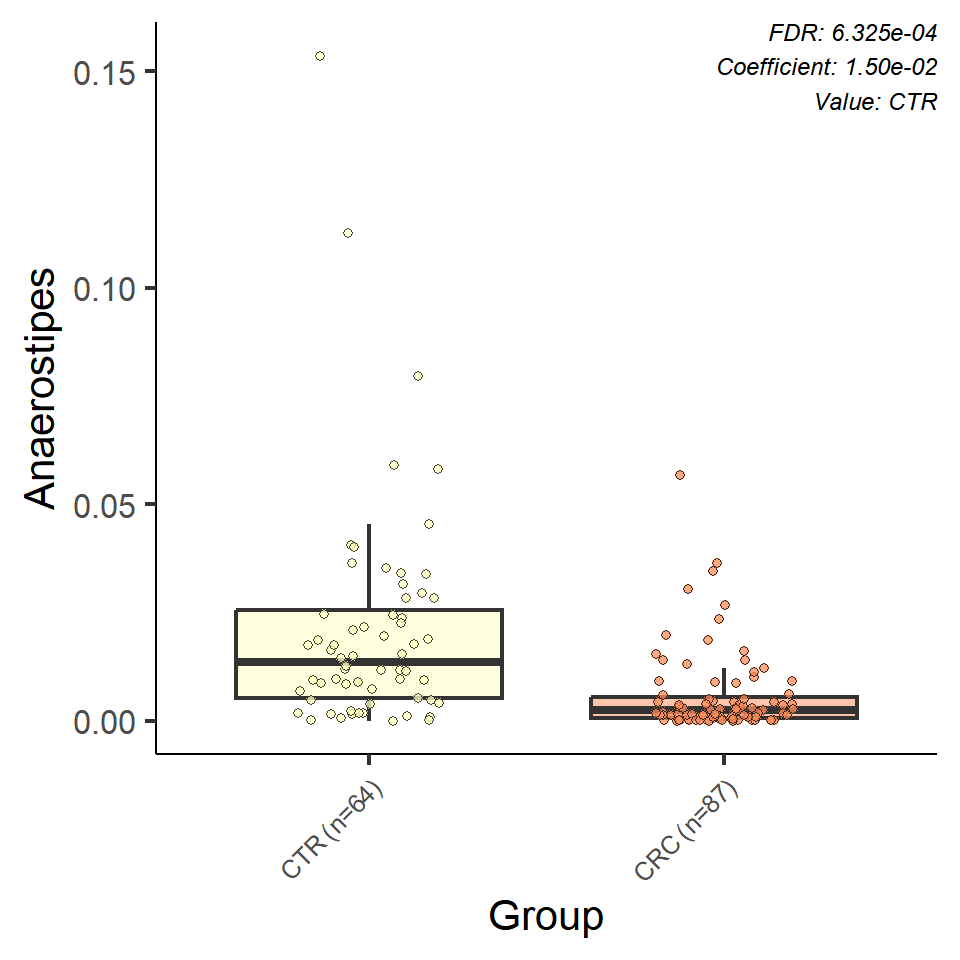 FDR: 6.325e-04
Coefficient: 1.50e-02
Value: CTR
Anaerostipes
0.15
0.10
0.05
0.00
CTR (n=64)
CRC (n=87)
Group